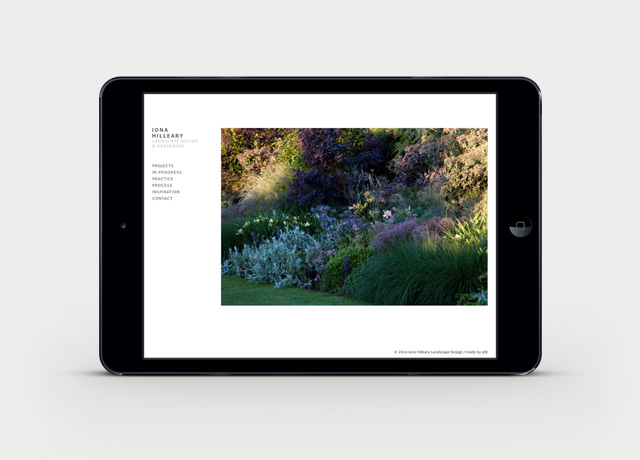 IONA
HILLEARY
LANDSCAPE DESIGN
& GARDENING
PROJECTS
IN PROGRESS
PRACTICE
PROCESS
INSPIRATION
CONTACT
© 2014 Iona Hilleary Landscape Design / made by